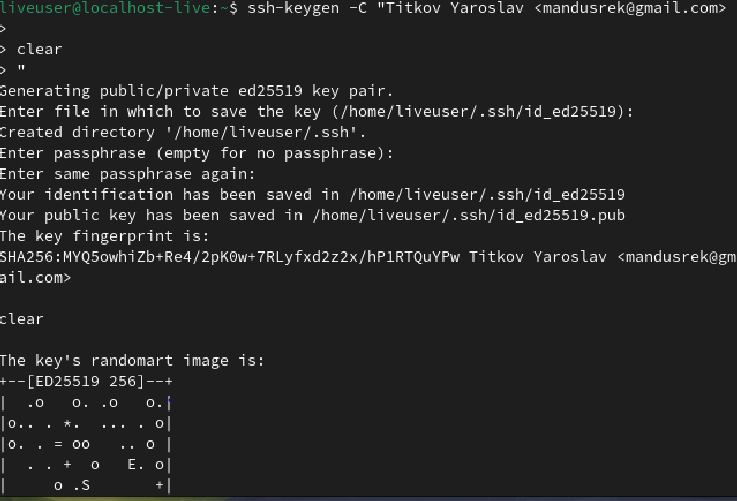 liveuser@localhost-live:~$ ssh-keygen -C "Titkov Yaroslav <mandusrek@gmail.com>
>
> clear
> "
Generating public/private ed25519 key pair.
Enter file in which to save the key (/home/liveuser/.ssh/id_ed25519):
Created directory '/home/liveuser/.ssh'.
Enter passphrase (empty for no passphrase):
Enter same passphrase again:
Your identification has been saved in /home/liveuser/.ssh/id_ed25519
Your public key has been saved in /home/liveuser/.ssh/id_ed25519.pub
The key fingerprint is:
SHA256:MYQ5owhiZb+Re4/2pK0w+7RLyfxd2z2x/hP1RTQuYPw Titkov Yaroslav <mandusrek@gm
ail.com>
clear
The key's randomart image is:
+--[ED25519 256]--+
|  .o   o. .o   o.|
|o.. . *.  ... . o|
|o. . = oo   .. o |
|  . . +  o   E. o|
|     o .S       +|